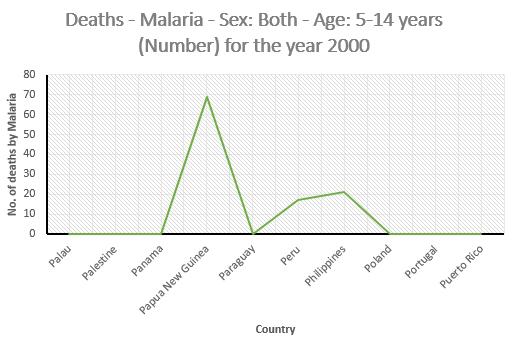 Deaths - Malaria - Sex: Both - Age: 5-14 years
(Number) for the year 2000
No. of deaths by Malaria
80
70
60
50
40
30
20
10
0
Palau
Palestine
Panama
Papua New Guinea
Paraguay
Peru
Philippines
Poland
Portugal
Puerto Rico
Country